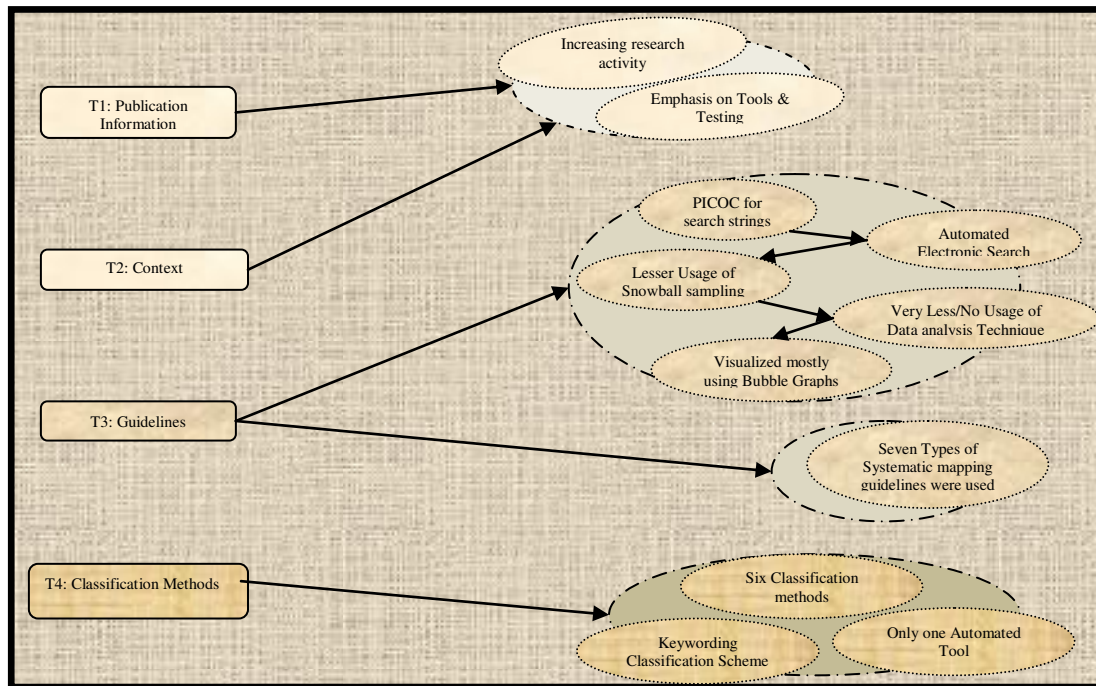 Increasing research
activity
T1: Publication
Information
Emphasis on Tools &
Testing
PICOC for
search strings
Automated
Electronic Search
T2: Context
Lesser Usage of
Snowball sampling
Very Less/No Usage of
Data analysis Technique
Visualized mostly
using Bubble Graphs
T3: Guidelines
Seven Types of
Systematic mapping
guidelines were used
T4: Classification Methods
Six Classification
methods
Keywording
Classification Scheme
Only one Automated
Tool